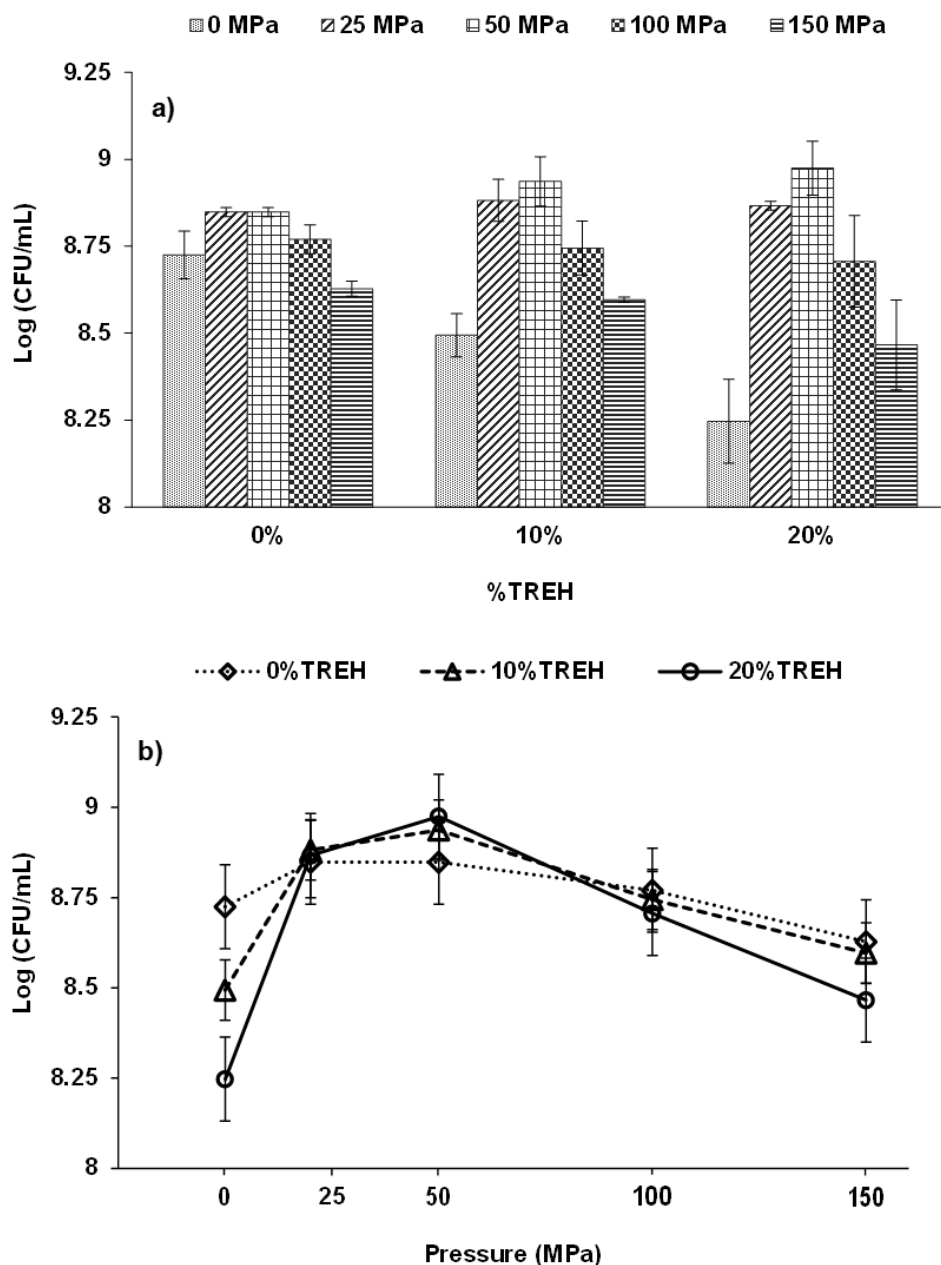 0 MPa 25 MPa 50 MPa 100 MPa 150 MPa
9.25
a)
9
8.75
8.5
8.25
8
Log (CFU/mL)
0% 10% 20%
%TREH
0%TREH 10%TREH 20%TREH
9.25
b)
9
8.75
8.5
8.25
8
Log (CFU/mL)
0 25 50 100 150
Pressure (MPa)